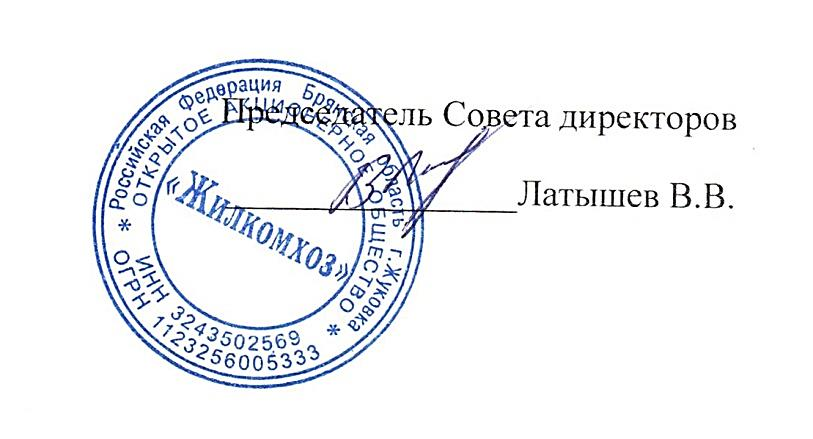 Председатель Совета директоров
Латышев В.В.
* Российская Федерация Брянская область г.Жуковка *
ОТКРЫТОЕ АКЦИОНЕРНОЕ ОБЩЕСТВО
«Жилкомхоз»
ИНН 3243502569
ОГРН 1123256005333